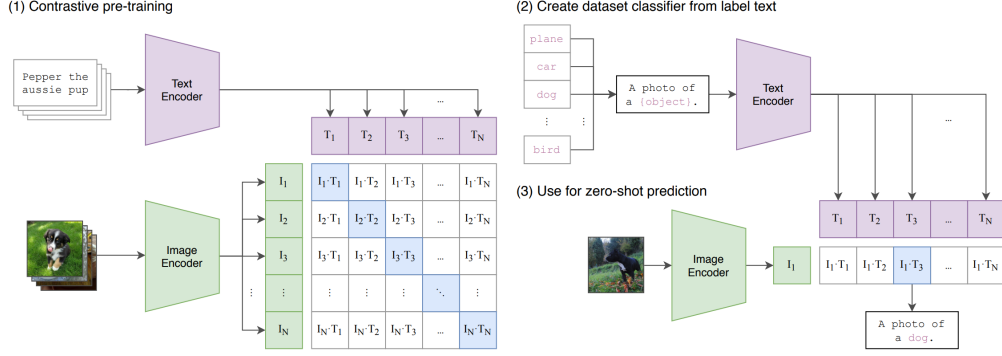 (1) Contrastive pre-training
Pepper the
aussie pup
Text
Encoder
...
T1 T2 T3 ... TN
I1 I1·T1 I1·T2 I1·T3 ... I1·TN
I2 I2·T1 I2·T2 I2·T3 ... I2·TN
I3 I3·T1 I3·T2 I3·T3 ... I3·TN
⋮ ⋮ ⋮ ⋮ ⋱ ⋮
IN IN·T1 IN·T2 IN·T3 ... IN·TN
Image
Encoder
(2) Create dataset classifier from label text
plane
car
dog
⋮ ⋮
bird
A photo of
a {object}.
Text
Encoder
...
(3) Use for zero-shot prediction
Image
Encoder
T1 T2 T3 ... TN
I1 I1·T1 I1·T2 I1·T3 ... I1·TN
A photo of
a dog.